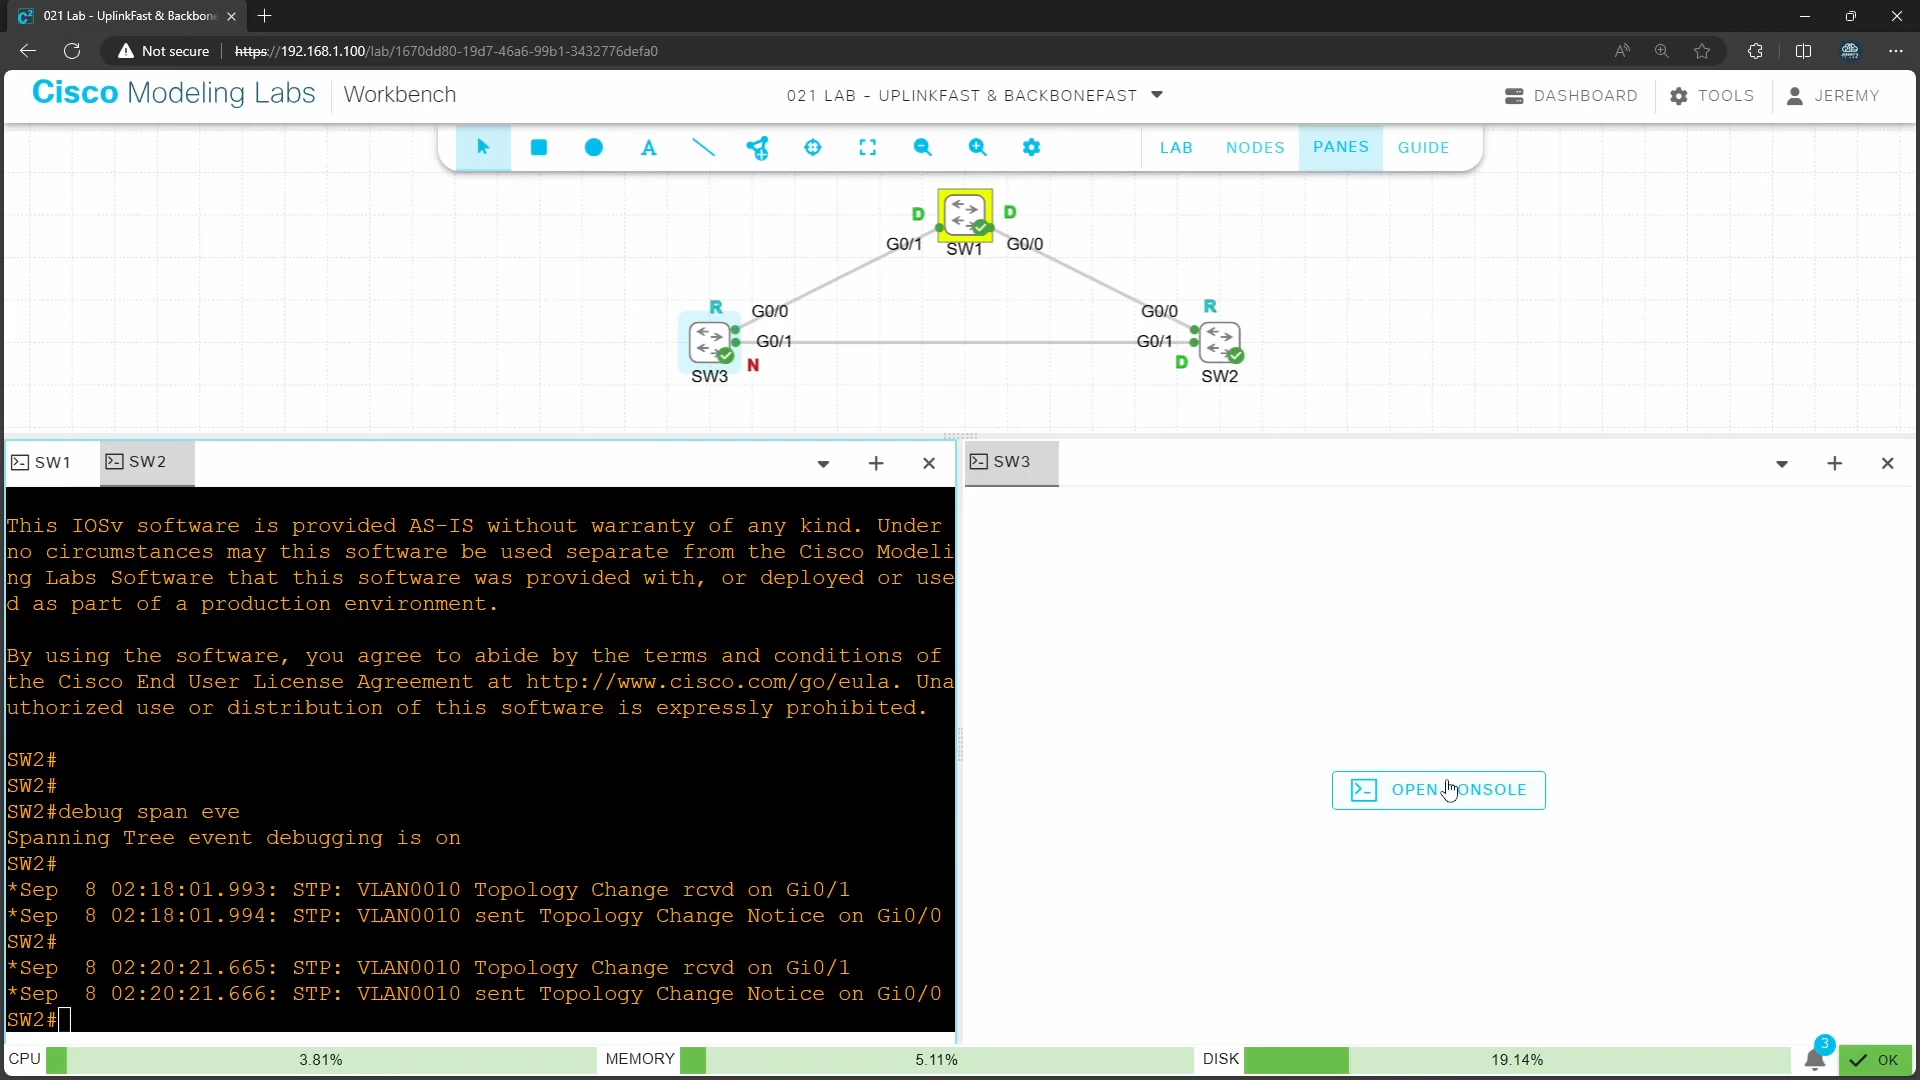 021 Lab - UplinkFast & Backbone
Not secure
https://192.168.1.100/lab/1670dd80-19d7-46a6-99b1-3432776defa0
Cisco Modeling Labs
Workbench
021 LAB - UPLINKFAST & BACKBONEFAST
DASHBOARD
TOOLS
JEREMY
LAB
NODES
PANES
GUIDE
D
D
G0/1
SW1
G0/0
R
G0/0
G0/0
R
G0/1
G0/1
N
D
SW3
SW2
SW1
SW2
SW3
This IOSv software is provided AS-IS without warranty of any kind. Under
no circumstances may this software be used separate from the Cisco Modeli
ng Labs Software that this software was provided with, or deployed or use
d as part of a production environment.
By using the software, you agree to abide by the terms and conditions of
the Cisco End User License Agreement at http://www.cisco.com/go/eula. Una
uthorized use or distribution of this software is expressly prohibited.
SW2#
SW2#
SW2#debug span eve
Spanning Tree event debugging is on
SW2#
*Sep  8 02:18:01.993: STP: VLAN0010 Topology Change rcvd on Gi0/1
*Sep  8 02:18:01.994: STP: VLAN0010 sent Topology Change Notice on Gi0/0
SW2#
*Sep  8 02:20:21.665: STP: VLAN0010 Topology Change rcvd on Gi0/1
*Sep  8 02:20:21.666: STP: VLAN0010 sent Topology Change Notice on Gi0/0
SW2#
OPEN CONSOLE
CPU
3.81%
MEMORY
5.11%
DISK
19.14%
3
OK